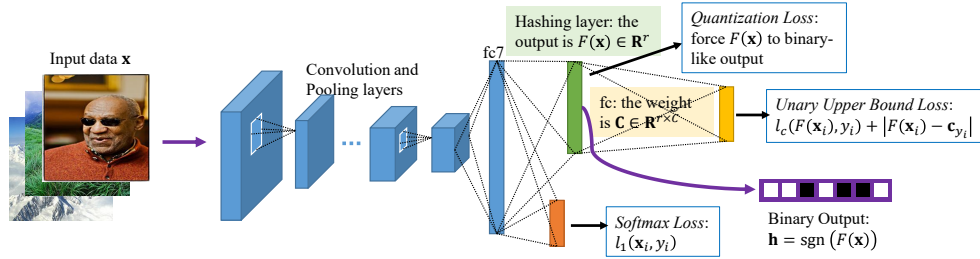 Input data x
Convolution and
Pooling layers
...
fc7
Hashing layer: the
output is F(x) ∈ R^r
Quantization Loss:
force F(x) to binary-
like output
fc: the weight
is C ∈ R^{r×C}
Unary Upper Bound Loss:
l_c(F(x_i), y_i) + |F(x_i) − c_{y_i}|
Softmax Loss:
l_1(x_i, y_i)
Binary Output:
h = sgn (F(x))